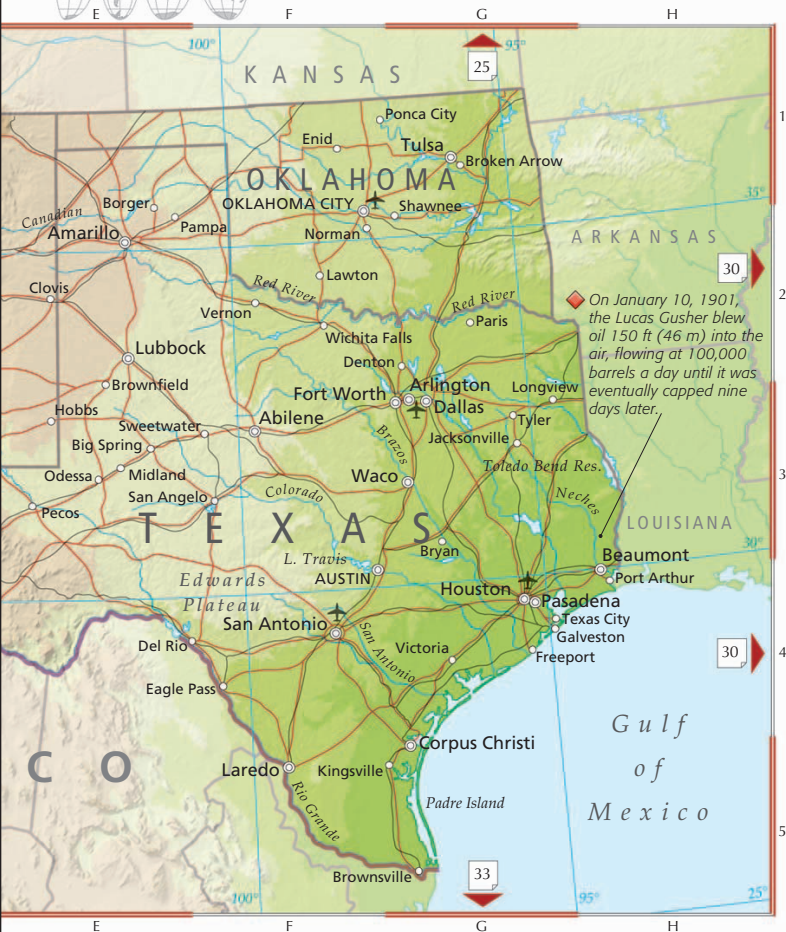 E F G H
100° 95°
25
KANSAS
1
Ponca City
Enid
Tulsa
Broken Arrow
OKLAHOMA
35°
Borger
OKLAHOMA CITY
Shawnee
Canadian
Pampa
Amarillo
Norman
ARKANSAS
30
Lawton
Clovis
Red River
Red River
2
Vernon
Paris
On January 10, 1901,
the Lucas Gusher blew
oil 150 ft (46 m) into the
air, flowing at 100,000
barrels a day until it was
eventually capped nine
days later.
Wichita Falls
Lubbock
Denton
Brownfield
Fort Worth
Arlington
Longview
Dallas
Hobbs
Abilene
Tyler
Sweetwater
Brazos
Jacksonville
Big Spring
Toledo Bend Res.
3
Odessa
Midland
Waco
San Angelo
Colorado
Neches
Pecos
TEXAS
LOUISIANA
30°
Bryan
L. Travis
Beaumont
AUSTIN
Port Arthur
Edwards
Plateau
Houston
Pasadena
San Antonio
Texas City
Galveston
Del Rio
San Antonio
Victoria
Freeport
30
4
Eagle Pass
Gulf
of
Mexico
Corpus Christi
CO
Laredo
Kingsville
Rio Grande
Padre Island
5
Brownsville
33
100° 95° 25°
E F G H